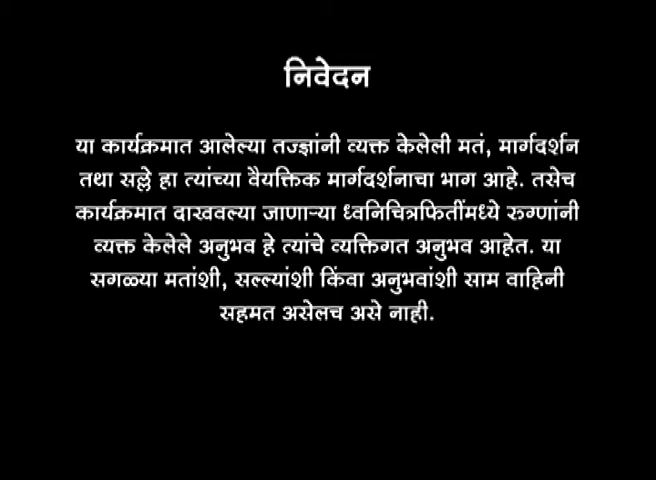 निवेदन
या कार्यक्रमात आलेल्या तज्ज्ञांनी व्यक्त केलेली मतं, मार्गदर्शन
तथा सल्ले हा त्यांच्या वैयक्तिक मार्गदर्शनाचा भाग आहे. तसेच
कार्यक्रमात दाखवल्या जाणाऱ्या ध्वनिचित्रफितींमध्ये रुग्णांनी
व्यक्त केलेले अनुभव हे त्यांचे व्यक्तिगत अनुभव आहेत. या
सगळ्या मतांशी, सल्ल्यांशी किंवा अनुभवांशी साम वाहिनी
सहमत असेलच असे नाही.